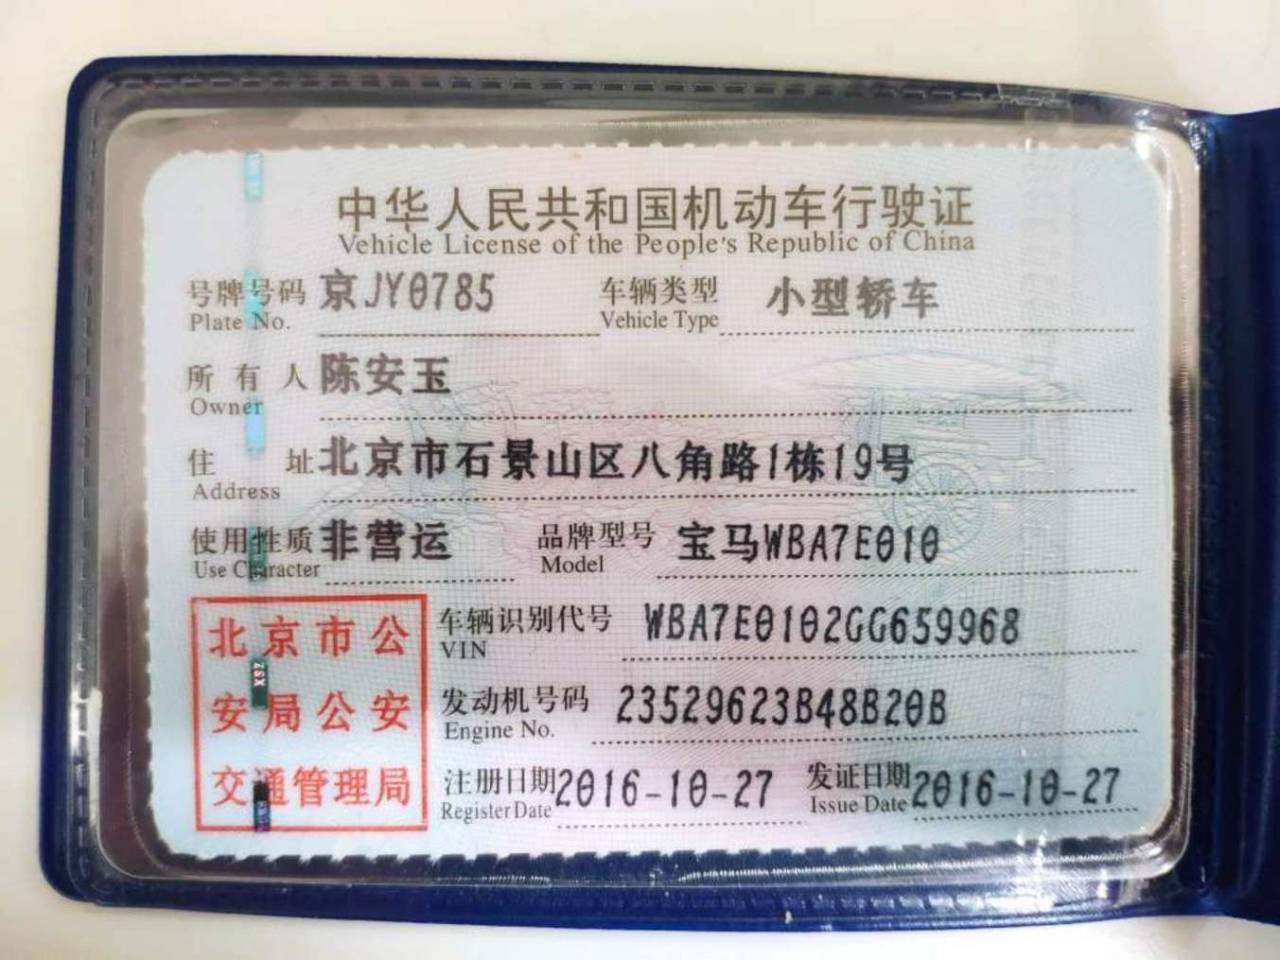 中华人民共和国机动车行驶证
Vehicle License of the People's Republic of China
号牌号码 京JY0785 车辆类型 小型轿车
Plate No. Vehicle Type
所有人 陈安玉
Owner
住址 北京市石景山区八角路1栋19号
Address
使用性质 非营运 品牌型号 宝马WBA7E010
Use Character Model
北京市公
安局公安
交通管理局
车辆识别代号 WBA7E0102GG659968
VIN
发动机号码 23529623B48B20B
Engine No.
注册日期 2016-10-27 发证日期 2016-10-27
Register Date Issue Date
XSZ